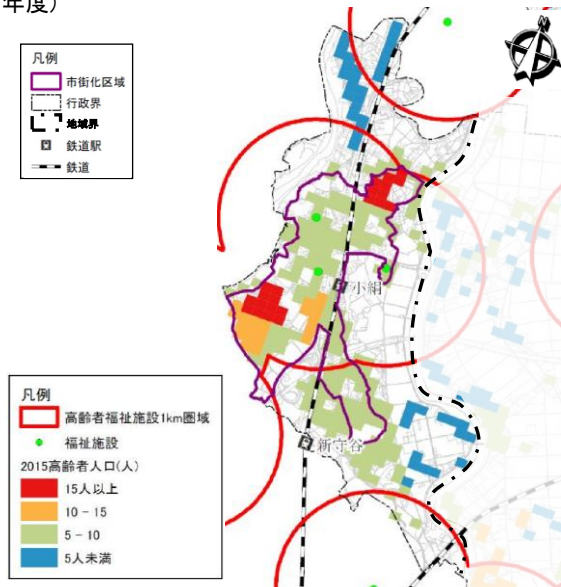 年度）
凡例
市街化区域
行政界
地域界
鉄道駅
鉄道
小絹
新守谷
凡例
高齢者福祉施設1km圏域
福祉施設
2015高齢者人口(人)
15人以上
10 − 15
5 − 10
5人未満